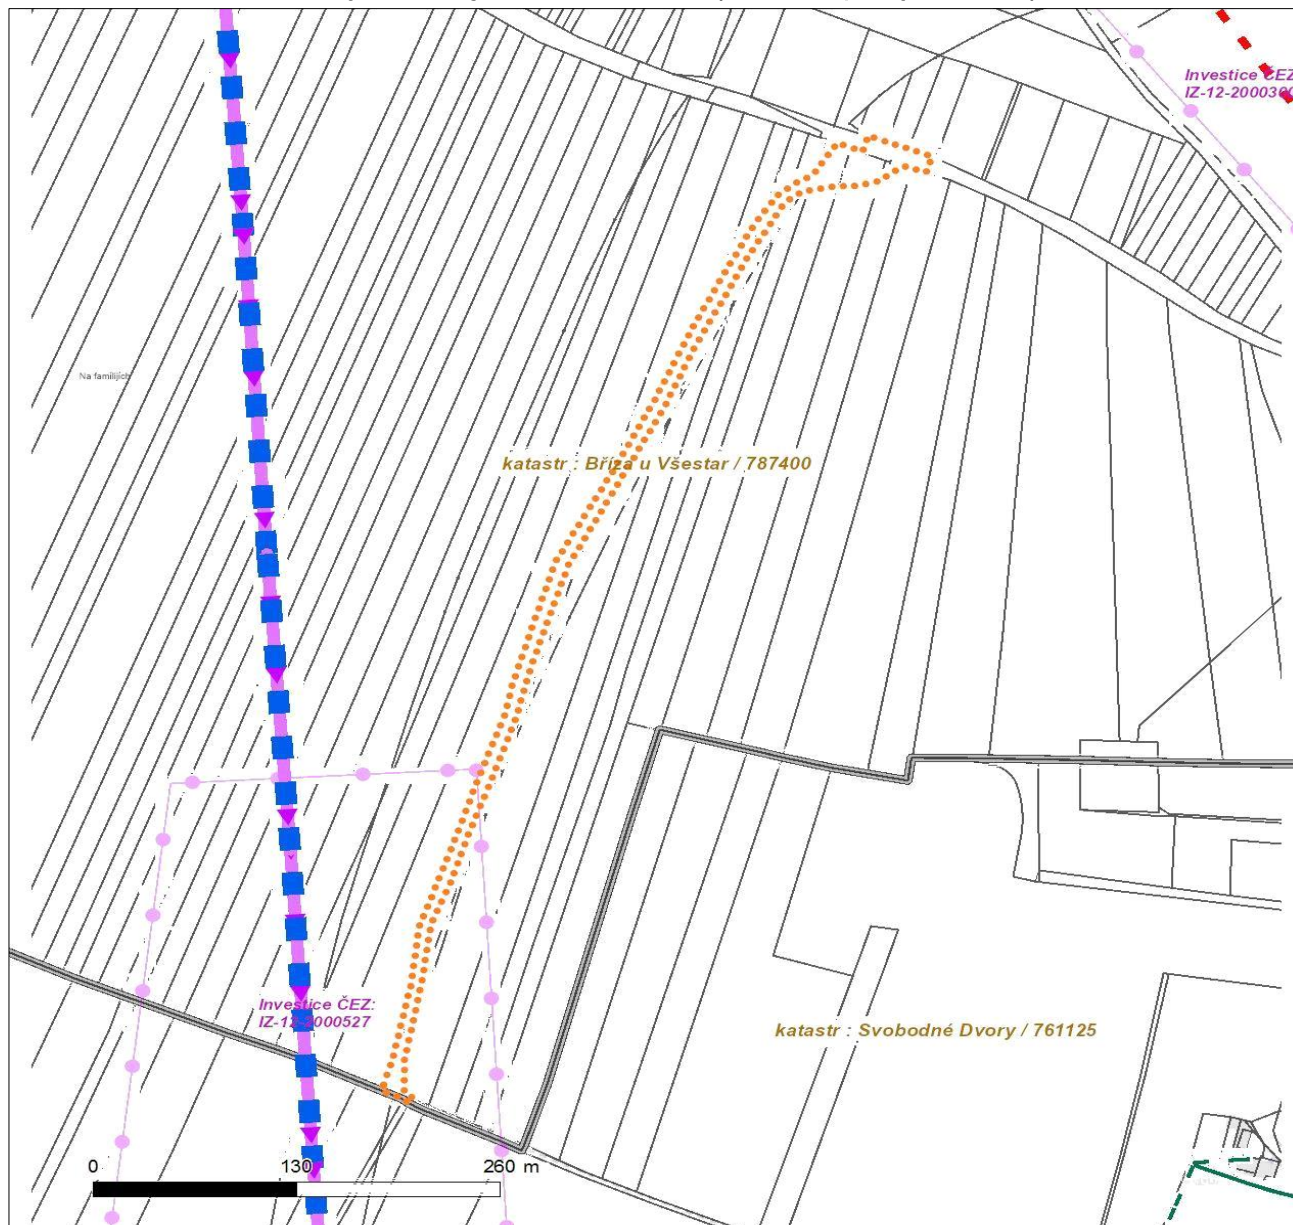 Investice ČEZ
Na familijích
katastr : Bříza u Všestar / 787400
Investice ČEZ:
IZ-12-2000527
katastr : Svobodné Dvory / 761125
0 130 260 m